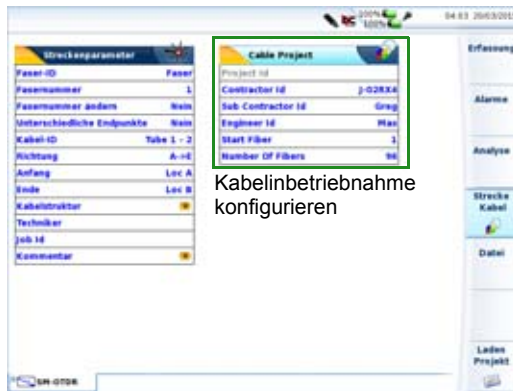 100%
100%
04:03 20/03/2015
Streckenparameter
Faser-ID Faser
Fasernummer 1
Fasernummer ändern Nein
Unterschiedliche Endpunkte Nein
Kabel-ID Tube 1 - 2
Richtung A->E
Anfang Loc A
Ende Loc B
Kabelstruktur
Techniker
Job Id
Kommentar
Cable Project
Project Id
Contractor Id J-02RX4
Sub Contractor Id Greg
Engineer Id Max
Start Fiber 1
Number Of Fibers 96
Kabelinbetriebnahme
konfigurieren
Erfassung
Alarme
Analyse
Strecke
Kabel
Datei
Laden
Projekt
SM-OTDR